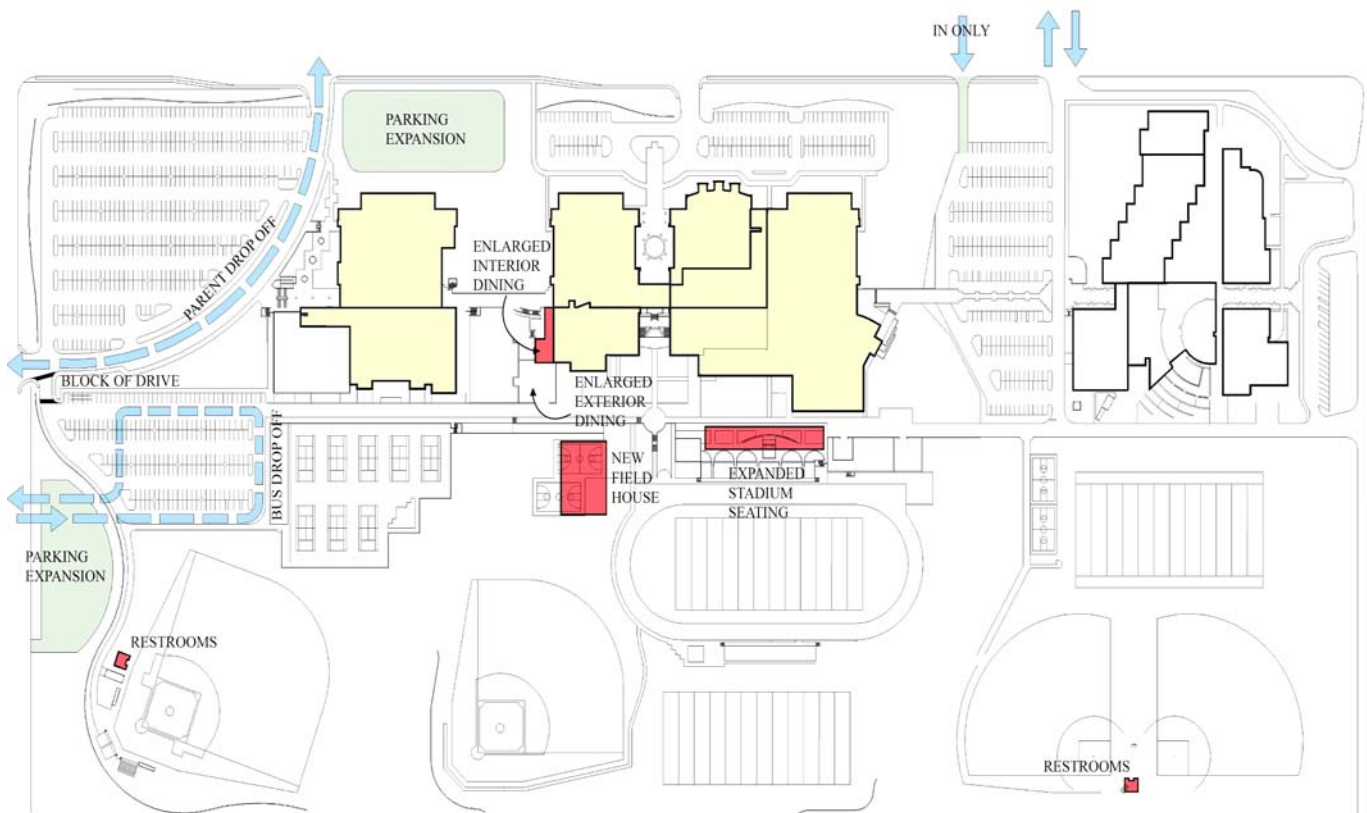 IN ONLY
PARKING
EXPANSION
PARENT DROP OFF
ENLARGED
INTERIOR
DINING
BLOCK OF DRIVE
ENLARGED
EXTERIOR
DINING
BUS DROP OFF
NEW
FIELD
HOUSE
EXPANDED
STADIUM
SEATING
PARKING
EXPANSION
RESTROOMS
RESTROOMS